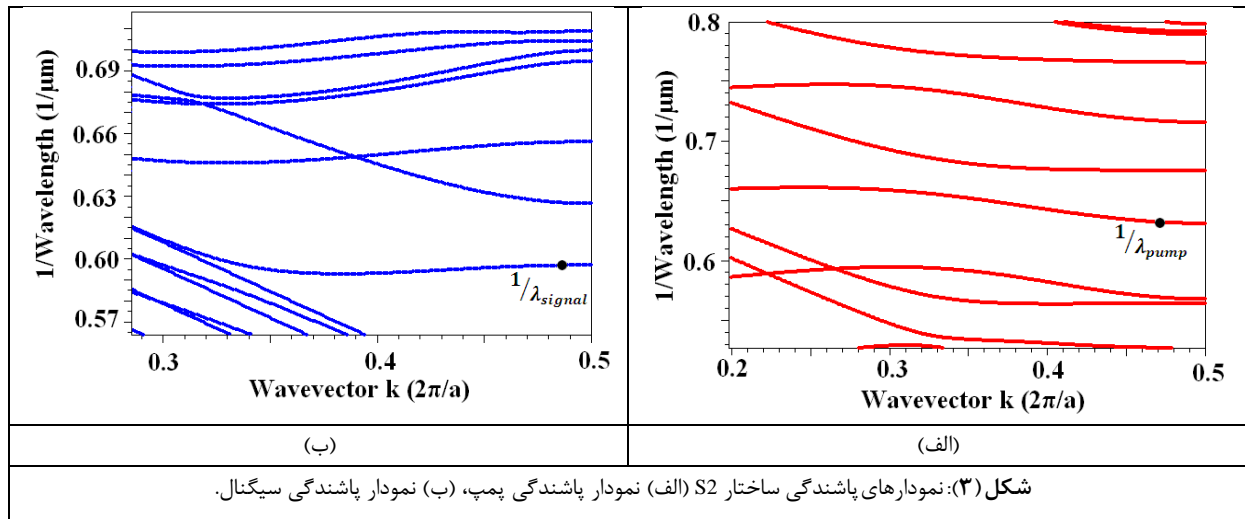 0.8
0.7
0.6
1/Wavelength (1/μm)
1/λpump
0.2
0.3
0.4
0.5
Wavevector k (2π/a)
(الف)
0.69
0.66
0.63
0.60
0.57
1/Wavelength (1/μm)
1/λsignal
0.3
0.4
0.5
Wavevector k (2π/a)
(ب)
شکل (۳): نمودارهای پاشندگی ساختار S2 (الف) نمودار پاشندگی پمپ، (ب) نمودار پاشندگی سیگنال.